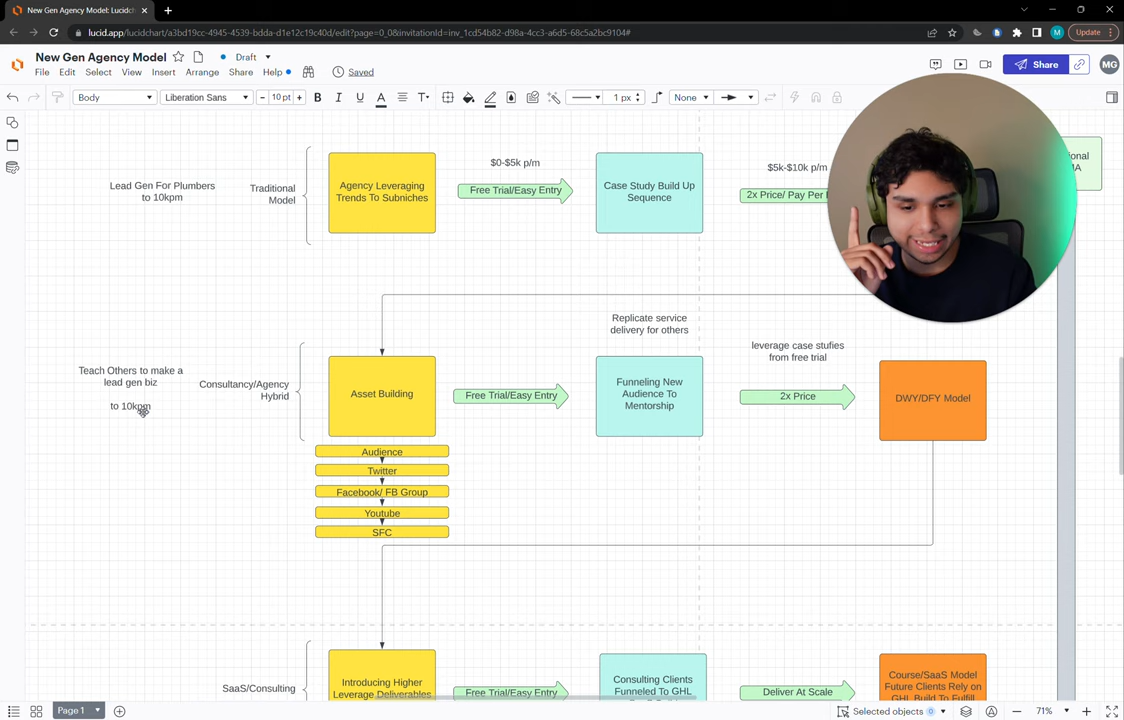 New Gen Agency Model: Lucidch
lucid.app/lucidchart/a3bd19cc-4945-4539-bdda-d1e12c19c40d/edit?page=0_0&invitationId=inv_1cd54b82-d98a-4cc3-a6d5-68c5a2bc9104#
M
Update
New Gen Agency Model
Draft
File
Edit
Select
View
Insert
Arrange
Share
Help
Saved
Share
MG
Body
Liberation Sans
10 pt
B
I
U
A
T
1 px
None
Lead Gen For Plumbers
to 10kpm
Traditional
Model
Agency Leveraging
Trends To Subniches
$0-$5k p/m
Free Trial/Easy Entry
Case Study Build Up
Sequence
$5k-$10k p/m
2x Price/ Pay Per
Teach Others to make a
lead gen biz
to 10kpm
Consultancy/Agency
Hybrid
Asset Building
Free Trial/Easy Entry
Replicate service
delivery for others
Funneling New
Audience To
Mentorship
leverage case stufies
from free trial
2x Price
DWY/DFY Model
Audience
Twitter
Facebook/ FB Group
Youtube
SFC
SaaS/Consulting
Introducing Higher
Leverage Deliverables
Free Trial/Easy Entry
Consulting Clients
Funneled To GHL
Deliver At Scale
Course/SaaS Model
Future Clients Rely on
GHL Build To Fulfill
Page 1
Selected objects
0
71%